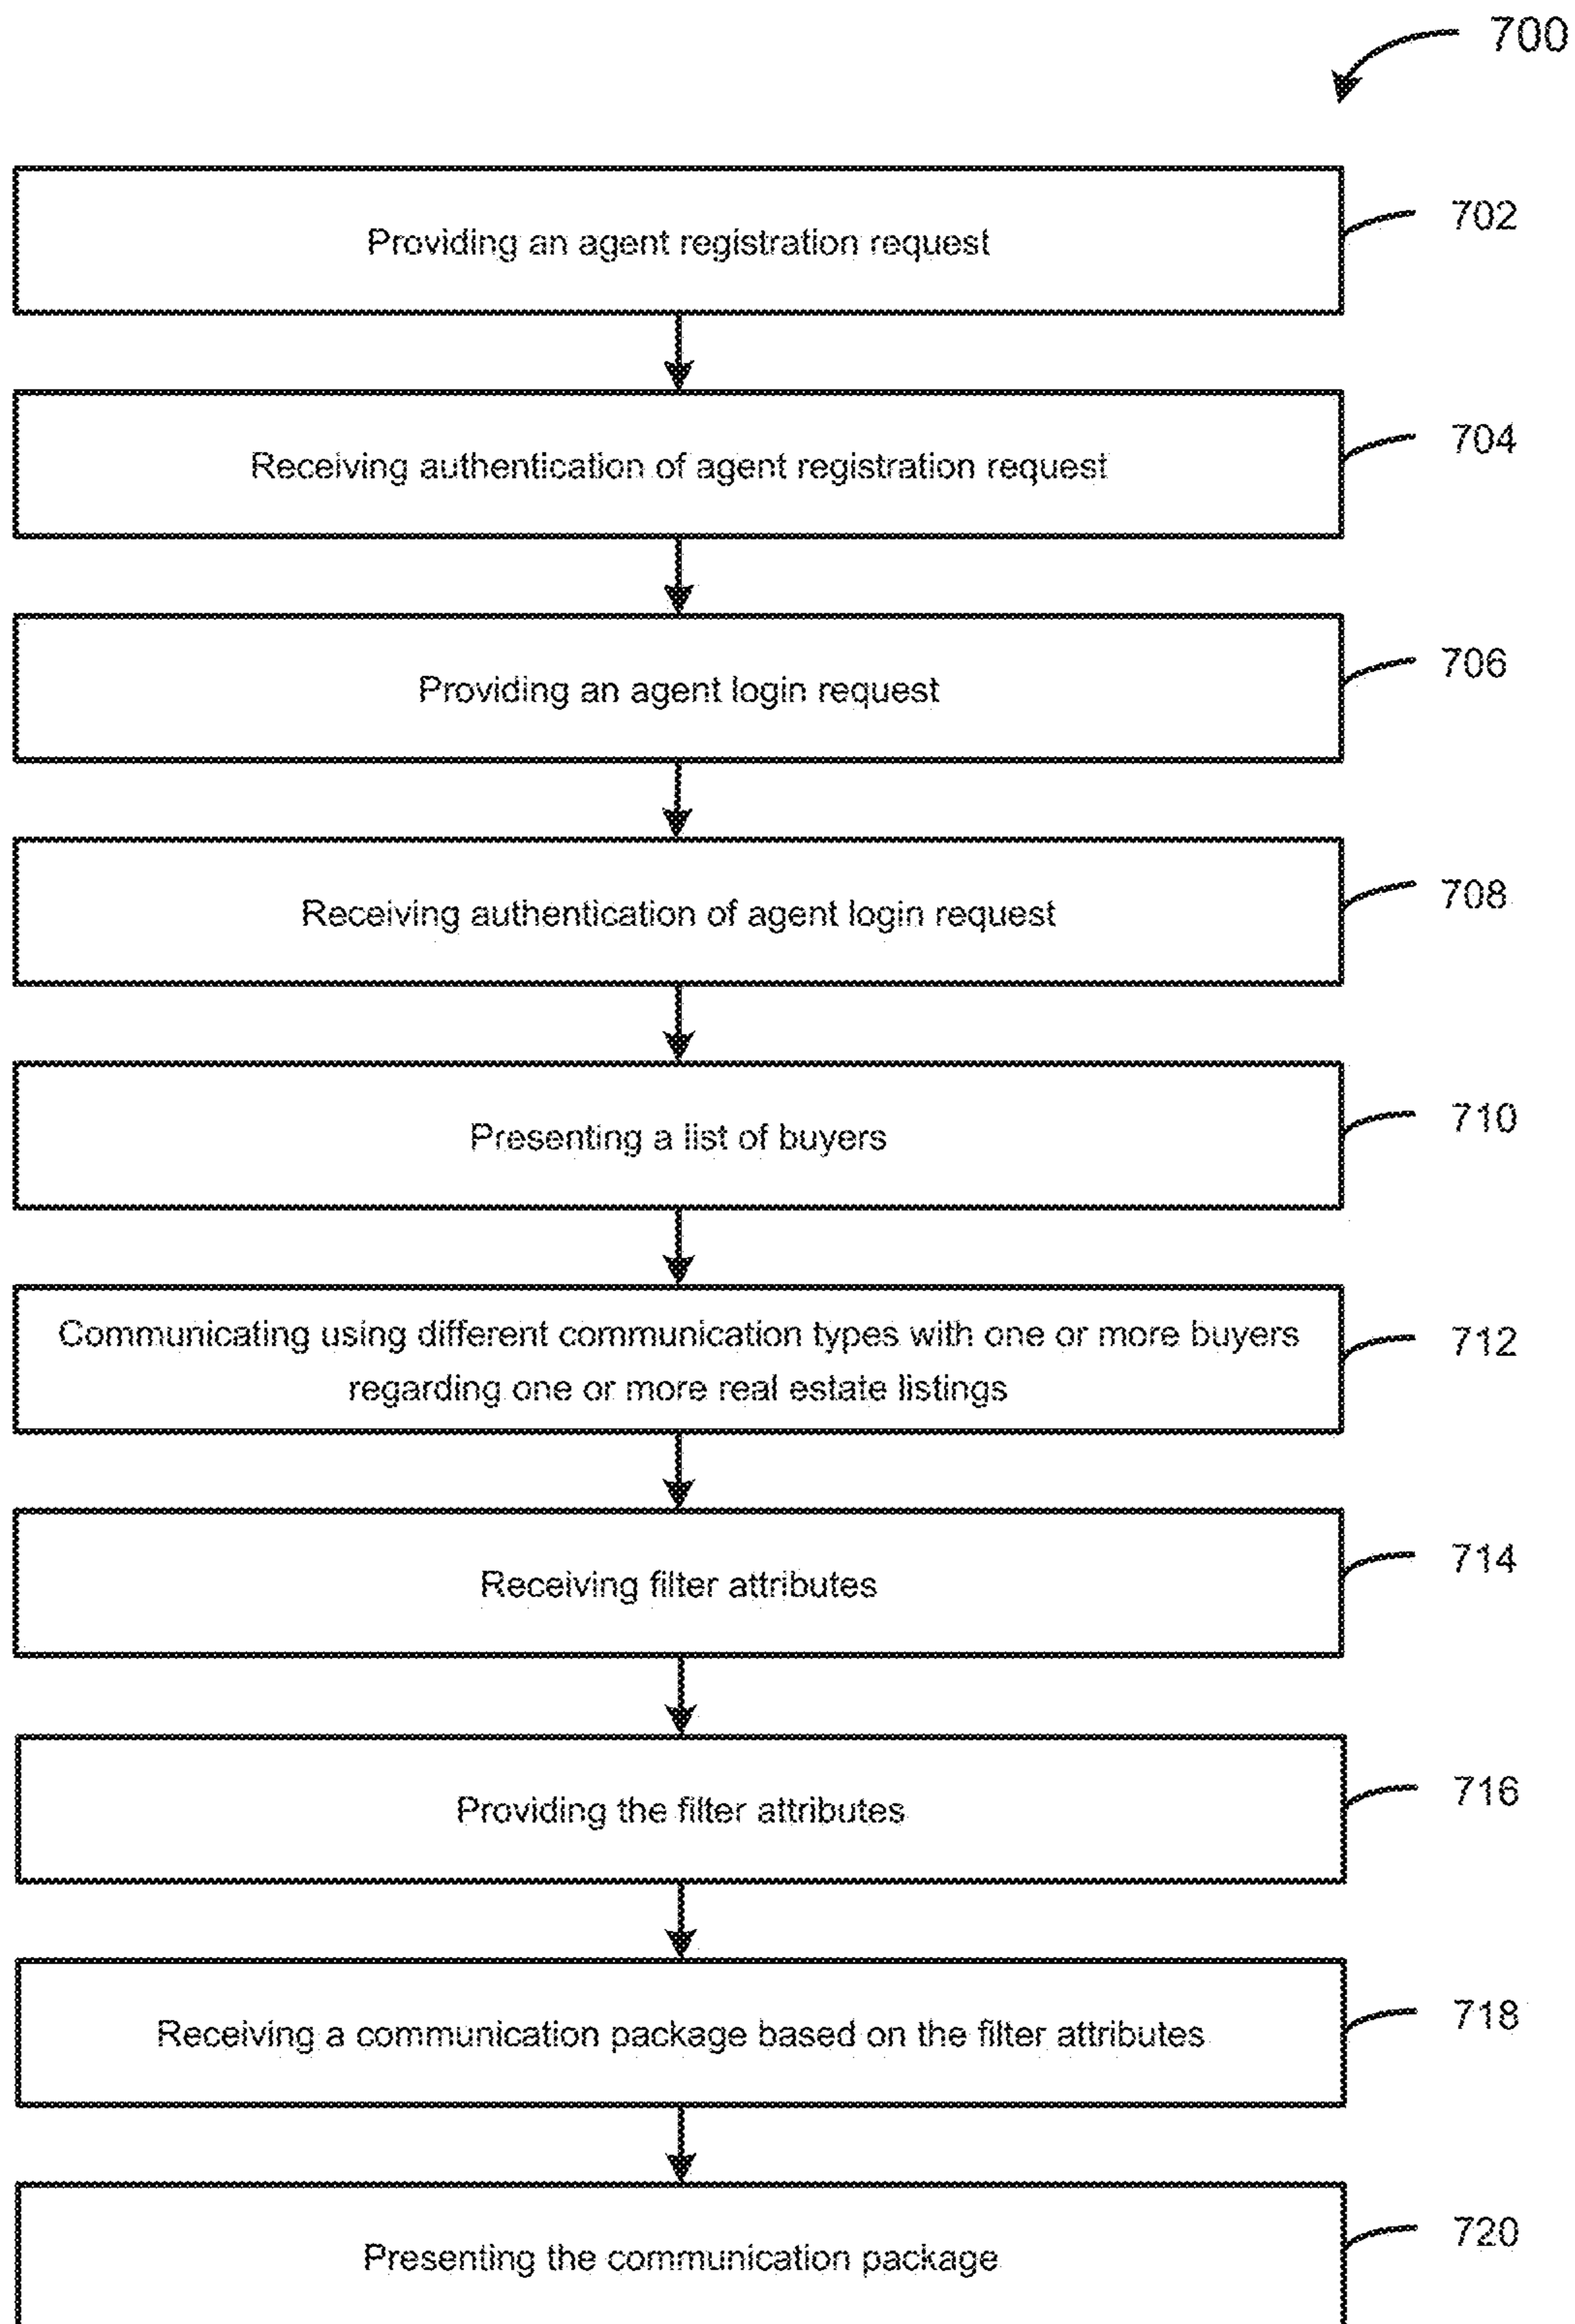 700
Providing an agent registration request
702
Receiving authentication of agent registration request
704
Providing an agent login request
706
Receiving authentication of agent login request
708
Presenting a list of buyers
710
Communicating using different communication types with one or more buyers
regarding one or more real estate listings
712
Receiving filter attributes
714
Providing the filter attributes
716
Receiving a communication package based on the filter attributes
718
Presenting the communication package
720